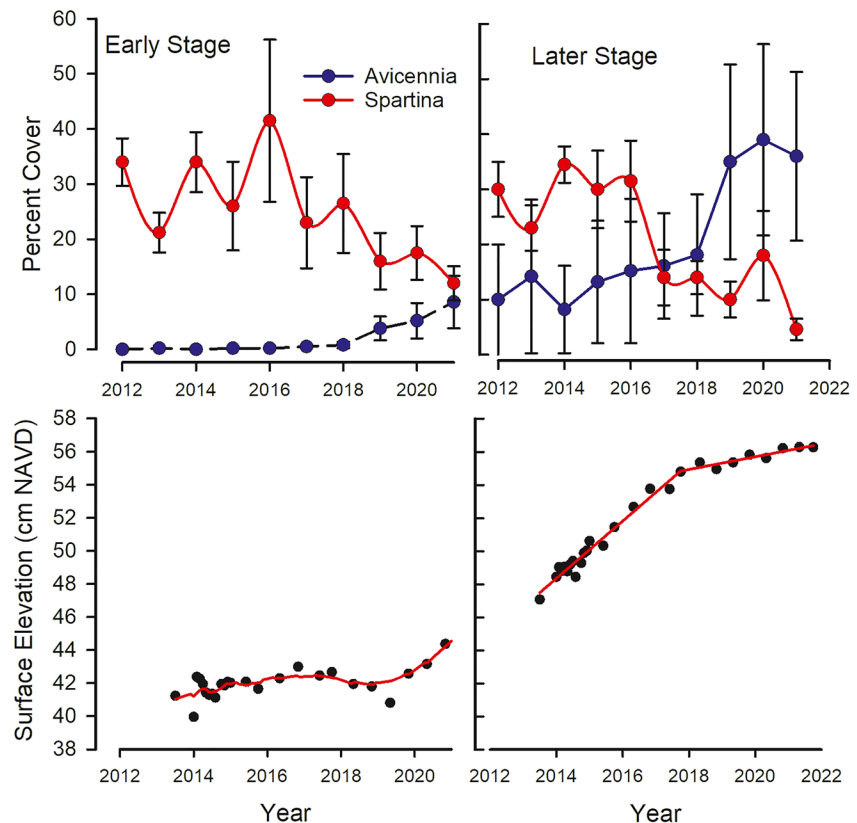 60
Early Stage
Later Stage
50
Avicennia
Spartina
40
Percent Cover
30
20
10
0
2012 2014 2016 2018 2020
2012 2014 2016 2018 2020 2022
58
56
54
52
Surface Elevation (cm NAVD)
50
48
46
44
42
40
38
2012 2014 2016 2018 2020
2012 2014 2016 2018 2020 2022
Year
Year